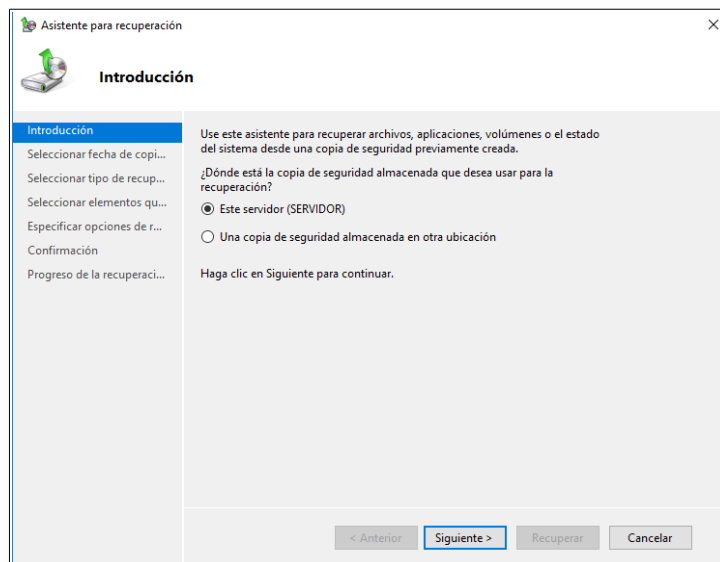 Asistente para recuperación
Introducción
Introducción
Seleccionar fecha de copi...
Seleccionar tipo de recup...
Seleccionar elementos qu...
Especificar opciones de r...
Confirmación
Progreso de la recuperaci...
Use este asistente para recuperar archivos, aplicaciones, volúmenes o el estado
del sistema desde una copia de seguridad previamente creada.
¿Dónde está la copia de seguridad almacenada que desea usar para la
recuperación?
Este servidor (SERVIDOR)
Una copia de seguridad almacenada en otra ubicación
Haga clic en Siguiente para continuar.
< Anterior
Siguiente >
Recuperar
Cancelar